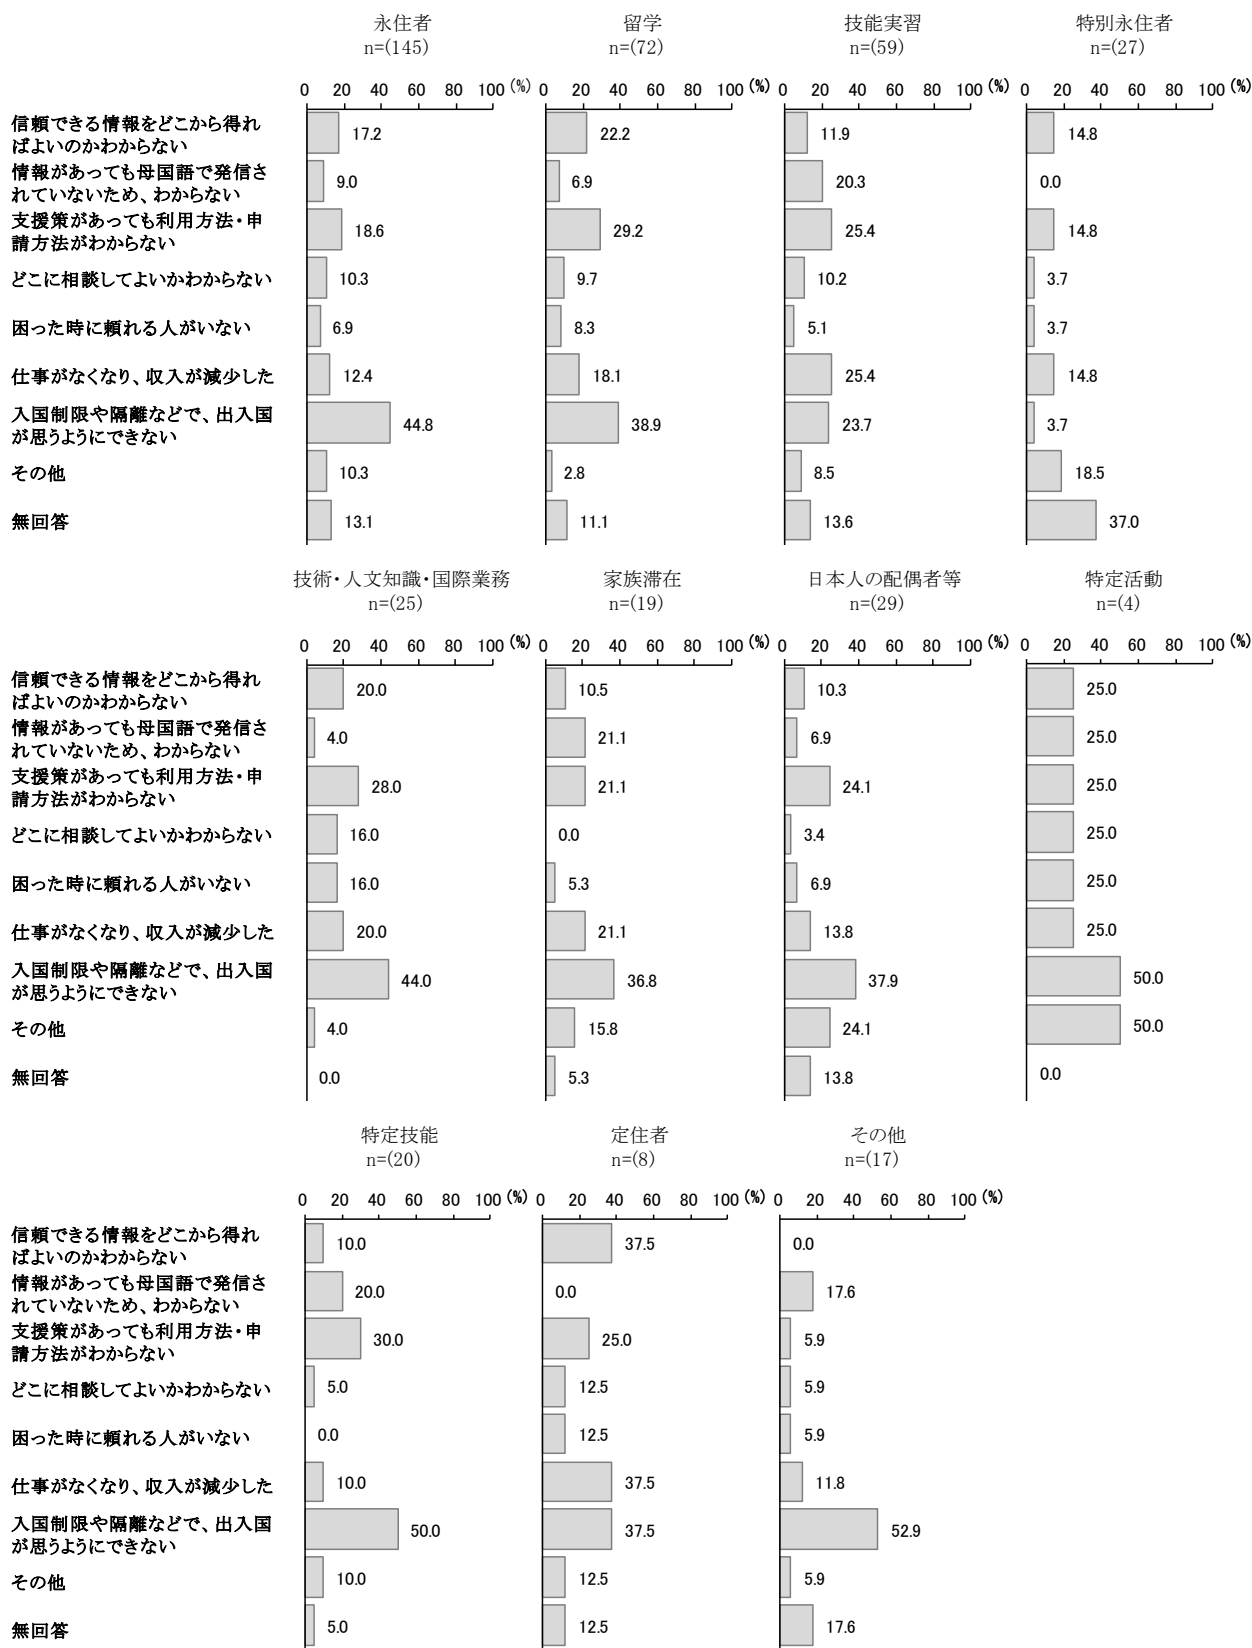 永住者 留学 技能実習 特別永住者
n=(145) n=(72) n=(59) n=(27)
0 20 40 60 80 100 (%) 0 20 40 60 80 100 (%) 0 20 40 60 80 100 (%) 0 20 40 60 80 100 (%)
信頼できる情報をどこから得れ
ばよいのかわからない
17.2 22.2 11.9 14.8
情報があっても母国語で発信さ
れていないため、わからない
9.0 6.9 20.3 0.0
支援策があっても利用方法・申
請方法がわからない
18.6 29.2 25.4 14.8
どこに相談してよいかわからない 10.3 9.7 10.2 3.7
困った時に頼れる人がいない 6.9 8.3 5.1 3.7
仕事がなくなり、収入が減少した 12.4 18.1 25.4 14.8
入国制限や隔離などで、出入国
が思うようにできない
44.8 38.9 23.7 3.7
その他 10.3 2.8 8.5 18.5
無回答 13.1 11.1 13.6 37.0
技術・人文知識・国際業務 家族滞在 日本人の配偶者等 特定活動
n=(25) n=(19) n=(29) n=(4)
0 20 40 60 80 100 (%) 0 20 40 60 80 100 (%) 0 20 40 60 80 100 (%) 0 20 40 60 80 100 (%)
信頼できる情報をどこから得れ
ばよいのかわからない
20.0 10.5 10.3 25.0
情報があっても母国語で発信さ
れていないため、わからない
4.0 21.1 6.9 25.0
支援策があっても利用方法・申
請方法がわからない
28.0 21.1 24.1 25.0
どこに相談してよいかわからない 16.0 0.0 3.4 25.0
困った時に頼れる人がいない 16.0 5.3 6.9 25.0
仕事がなくなり、収入が減少した 20.0 21.1 13.8 25.0
入国制限や隔離などで、出入国
が思うようにできない
44.0 36.8 37.9 50.0
その他 4.0 15.8 24.1 50.0
無回答 0.0 5.3 13.8 0.0
特定技能 定住者 その他
n=(20) n=(8) n=(17)
0 20 40 60 80 100 (%) 0 20 40 60 80 100 (%) 0 20 40 60 80 100 (%)
信頼できる情報をどこから得れ
ばよいのかわからない
10.0 37.5 0.0
情報があっても母国語で発信さ
れていないため、わからない
20.0 0.0 17.6
支援策があっても利用方法・申
請方法がわからない
30.0 25.0 5.9
どこに相談してよいかわからない 5.0 12.5 5.9
困った時に頼れる人がいない 0.0 12.5 5.9
仕事がなくなり、収入が減少した 10.0 37.5 11.8
入国制限や隔離などで、出入国
が思うようにできない
50.0 37.5 52.9
その他 10.0 12.5 5.9
無回答 5.0 12.5 17.6